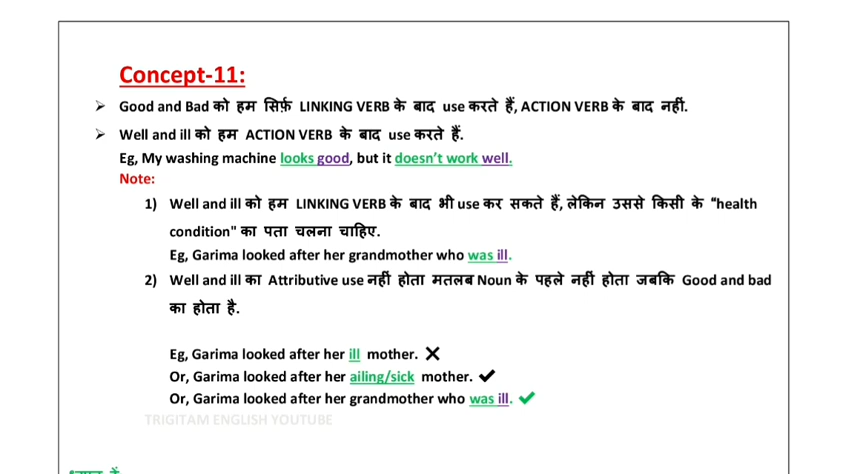 Concept-11:
➢ Good and Bad को हम सिर्फ़ LINKING VERB के बाद use करते हैं, ACTION VERB के बाद नहीं.
➢ Well and ill को हम ACTION VERB के बाद use करते हैं.
Eg, My washing machine looks good, but it doesn't work well.
Note:
1) Well and ill को हम LINKING VERB के बाद भी use कर सकते हैं, लेकिन उससे किसी के “health
condition" का पता चलना चाहिए.
Eg, Garima looked after her grandmother who was ill.
2) Well and ill का Attributive use नहीं होता मतलब Noun के पहले नहीं होता जबकि Good and bad
का होता है.
Eg, Garima looked after her ill mother. ✕
Or, Garima looked after her ailing/sick mother. ✔
Or, Garima looked after her grandmother who was ill. ✔
TRIGITAM ENGLISH YOUTUBE